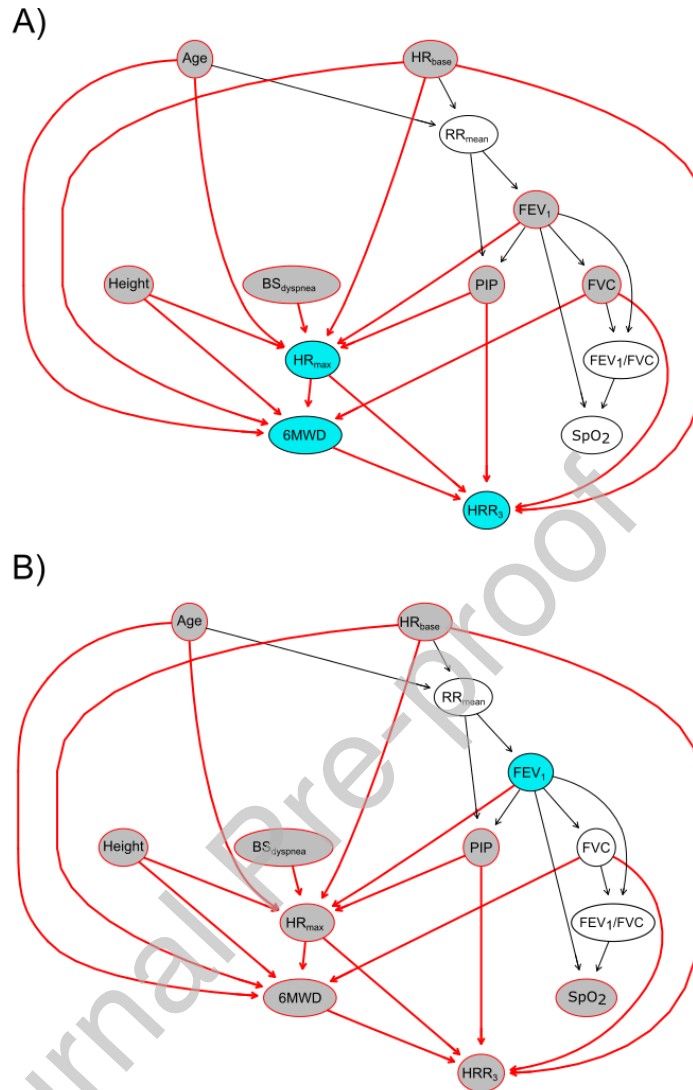 A)
Age
HRbase
RRmean
FEV1
Height
BSdyspnea
PIP
FVC
HRmax
FEV1/FVC
6MWD
SpO2
HRR3
B)
Age
HRbase
RRmean
FEV1
Height
BSdyspnea
PIP
FVC
HRmax
FEV1/FVC
6MWD
SpO2
HRR3
urnal Pre-proof